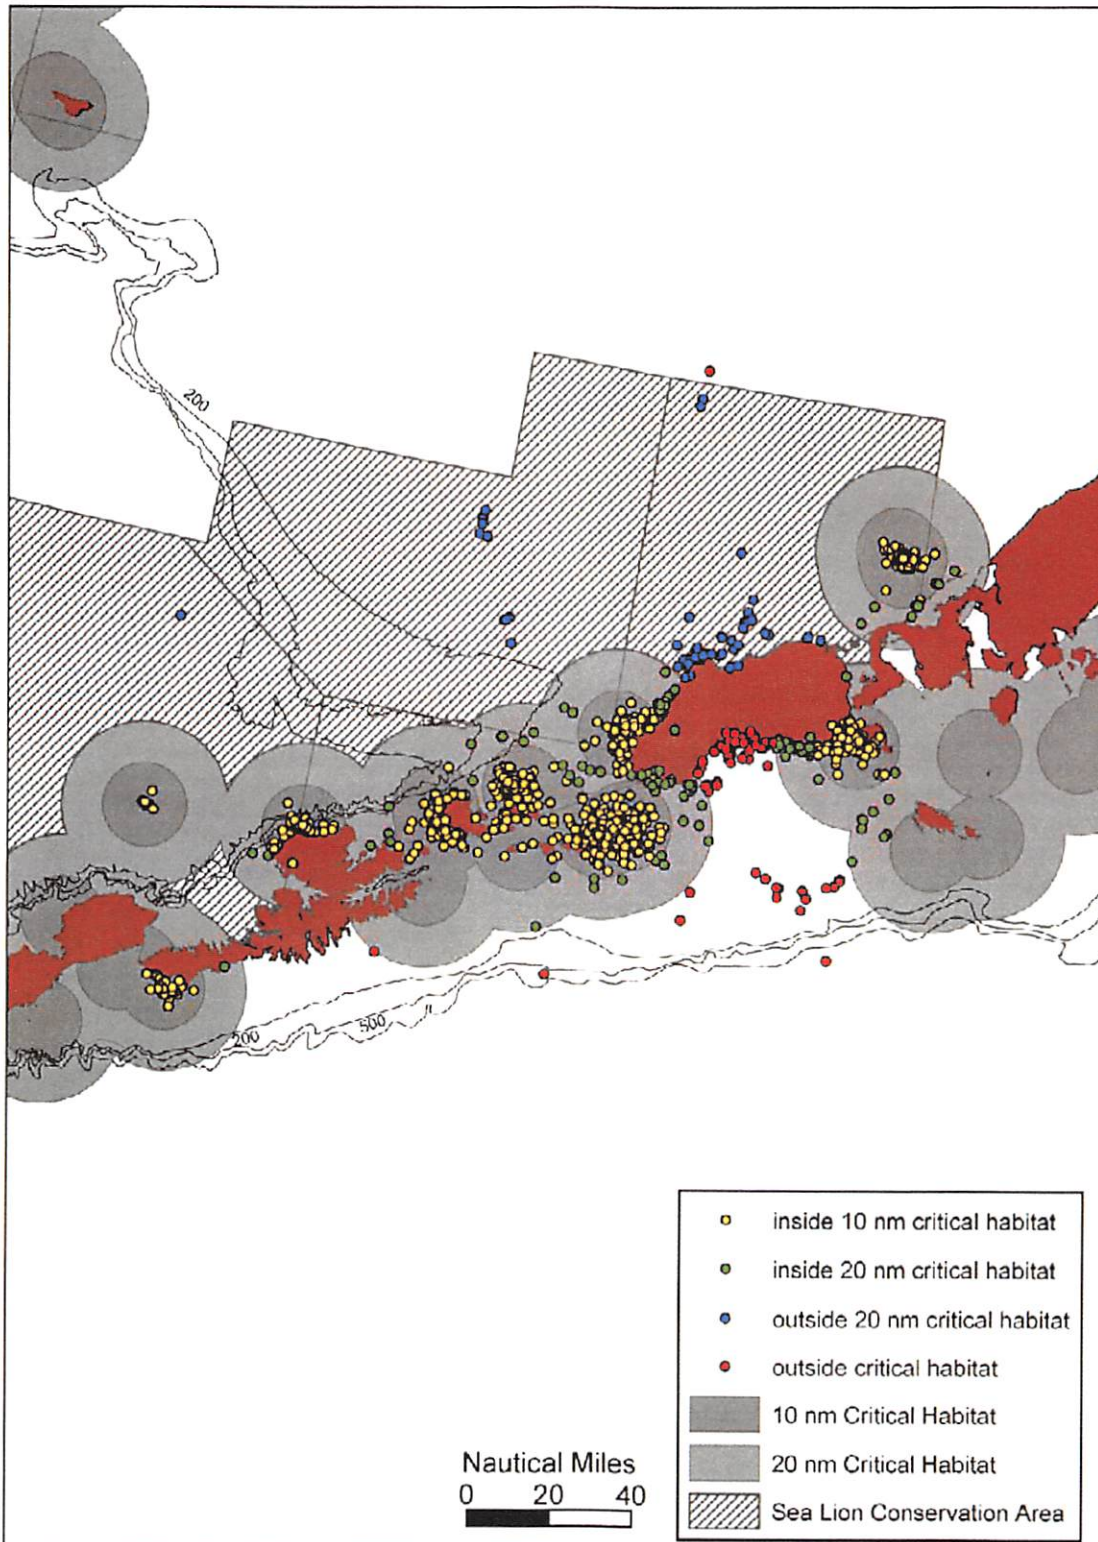 200
200
500
inside 10 nm critical habitat
inside 20 nm critical habitat
outside 20 nm critical habitat
outside critical habitat
10 nm Critical Habitat
20 nm Critical Habitat
Sea Lion Conservation Area
Nautical Miles
0 20 40